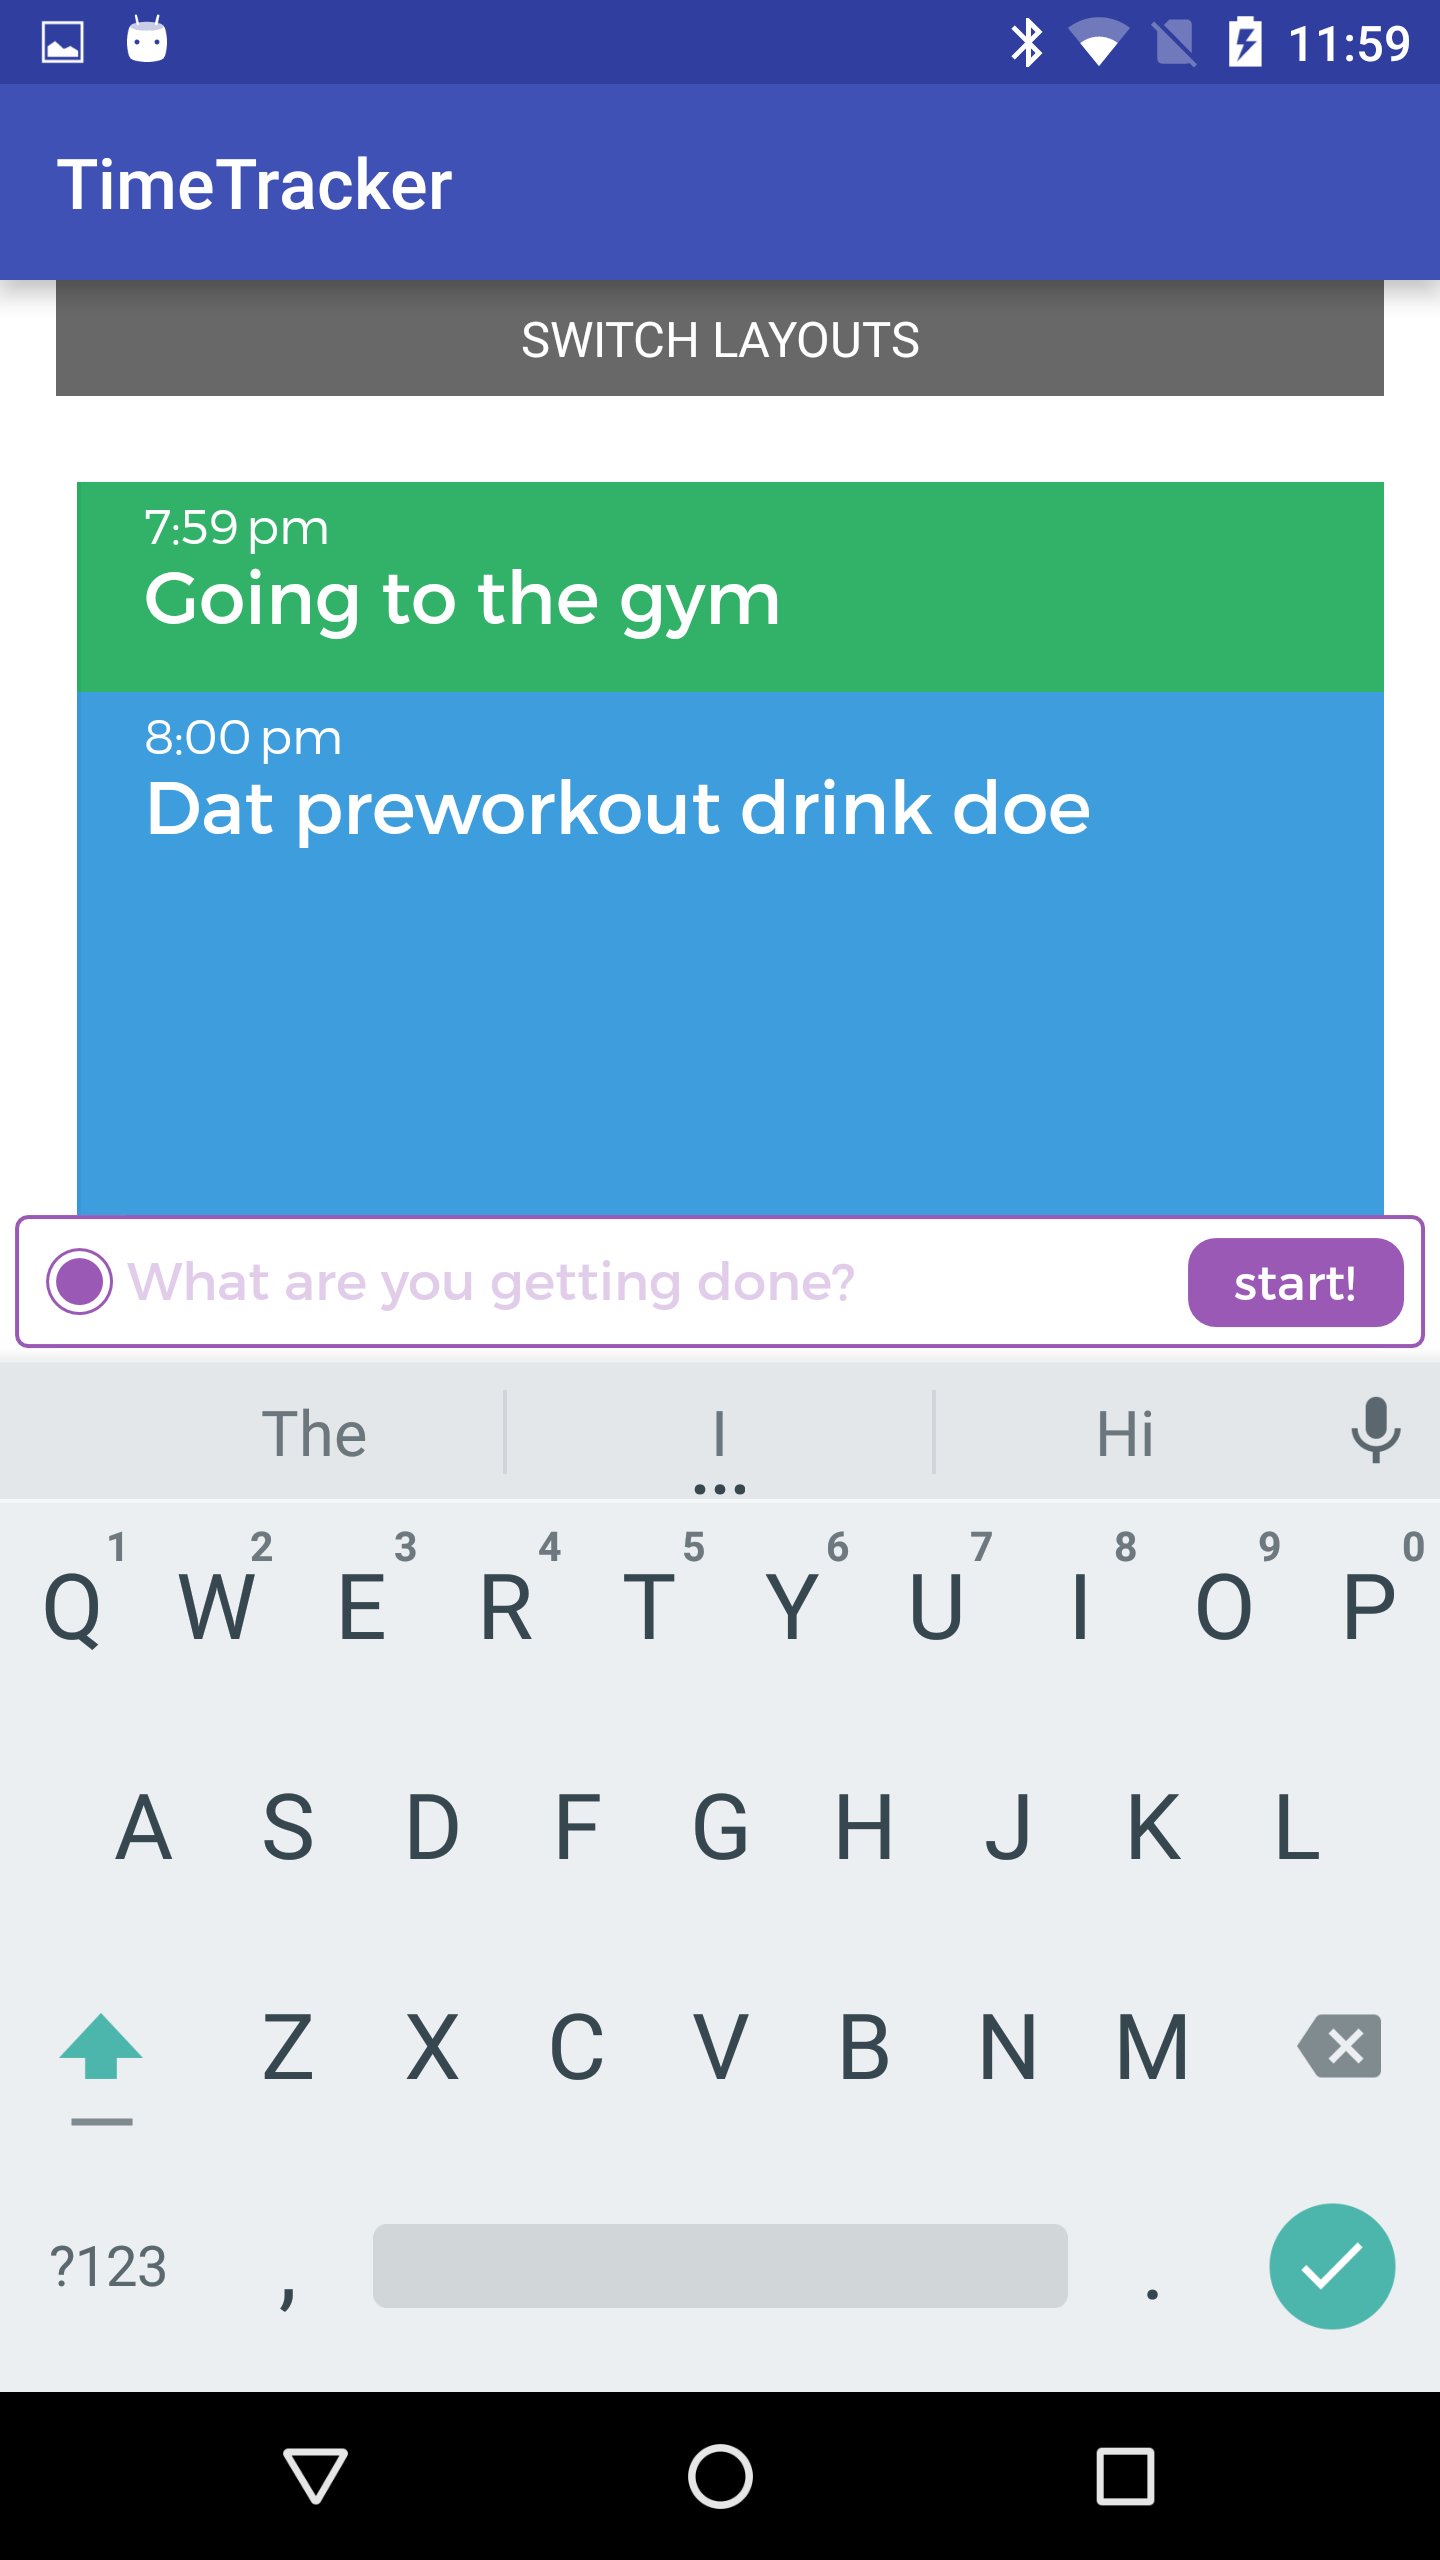 11:59
TimeTracker
SWITCH LAYOUTS
7:59 pm
Going to the gym
8:00 pm
Dat preworkout drink doe
What are you getting done? start!
The I Hi
...
1 2 3 4 5 6 7 8 9 0
Q W E R T Y U I O P
A S D F G H J K L
Z X C V B N M
?123 , .